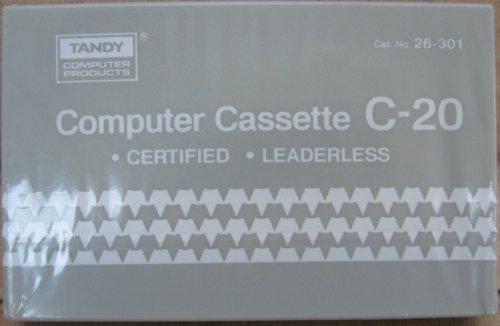 TANDY
COMPUTER
PRODUCTS
®
Cat. No. 26-301
Computer Cassette C-20
• CERTIFIED • LEADERLESS